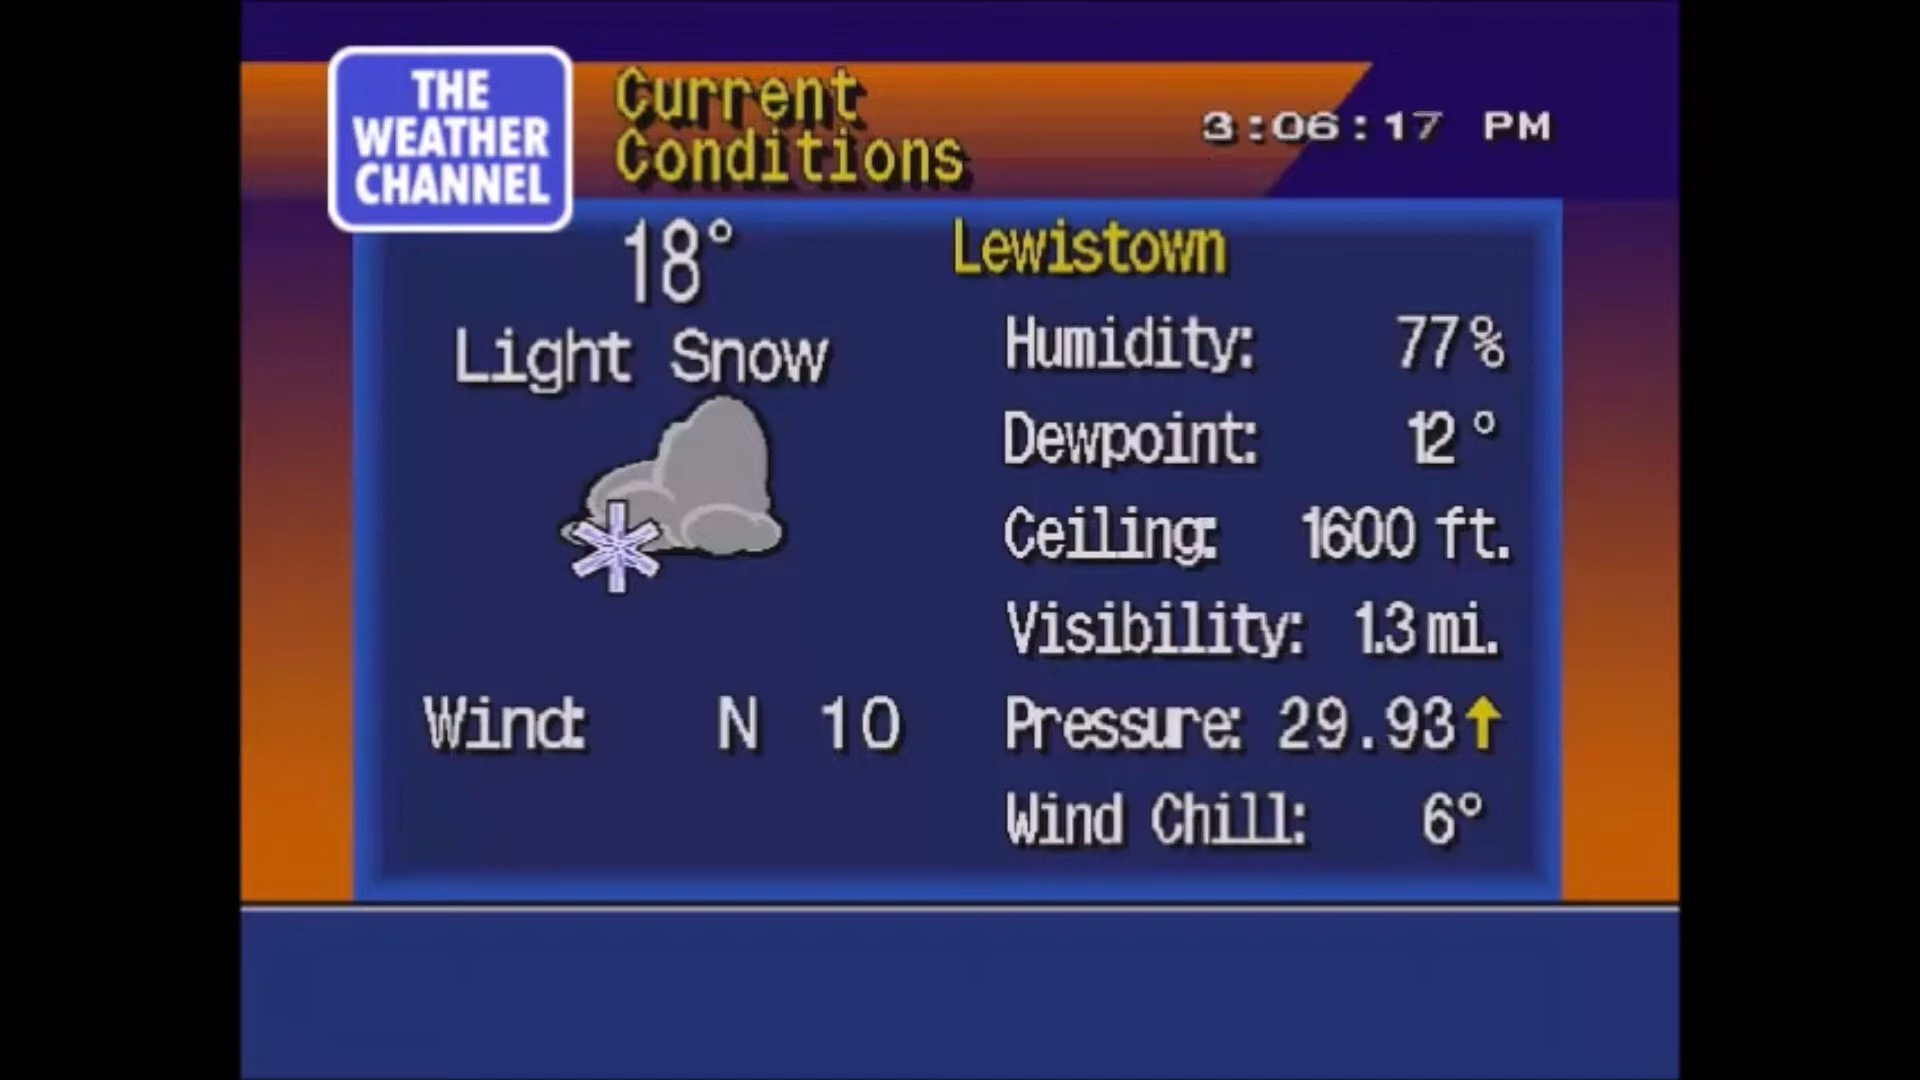 THE
WEATHER
CHANNEL
Current
Conditions
3:06:17 PM
18°
Light Snow
Wind: N 10
Lewistown
Humidity: 77%
Dewpoint: 12°
Ceiling: 1600 ft.
Visibility: 1.3 mi.
Pressure: 29.93↑
Wind Chill: 6°